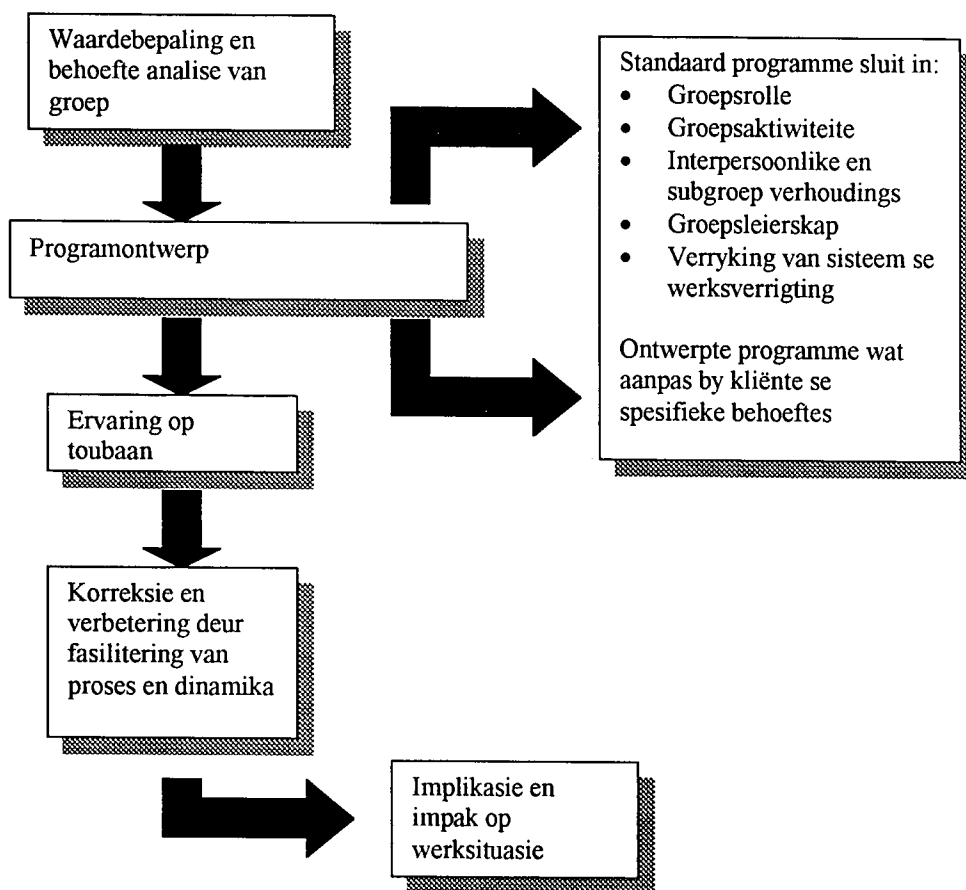 Waardebepaling en
behoefte analise van
groep
Programontwerp
Standaard programme sluit in:
• Groepsrolle
• Groepsaktiwiteite
• Interpersoonlike en
subgroep verhoudings
• Groepsleierskap
• Verryking van sisteem se
werksverrigting
Ontwerpte programme wat
aanpas by kliënte se
spesifieke behoeftes
Ervaring op
toubaan
Korreksie en
verbetering deur
fasilitering van
proses en dinamika
Implikasie en
impak op
werksituasie